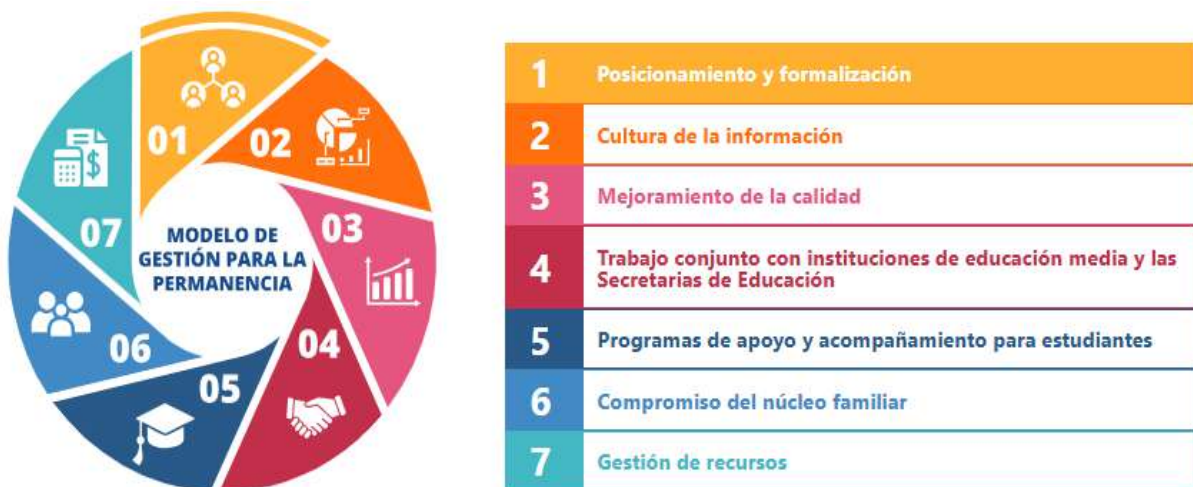 01
02
03
04
05
06
07
MODELO DE
GESTIÓN PARA LA
PERMANENCIA
1 Posicionamiento y formalización
2 Cultura de la información
3 Mejoramiento de la calidad
4 Trabajo conjunto con instituciones de educación media y las
Secretarias de Educación
5 Programas de apoyo y acompañamiento para estudiantes
6 Compromiso del núcleo familiar
7 Gestión de recursos